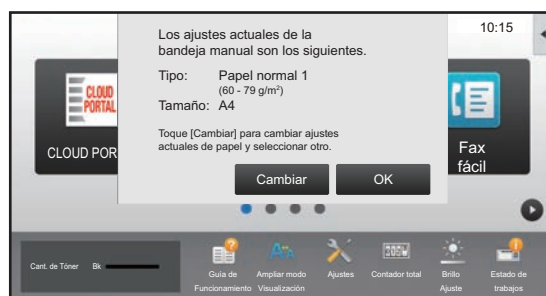 10:15
Los ajustes actuales de la
bandeja manual son los siguientes.
Tipo: Papel normal 1
(60 - 79 g/m²)
Tamaño: A4
Toque [Cambiar] para cambiar ajustes
actuales de papel y seleccionar otro.
Cambiar OK
CLOUD
PORTAL
CLOUD POR
Fax
fácil
Cant. de Tóner Bk
Guía de
Funcionamiento
Ampliar modo
Visualización
Ajustes
Contador total
Brillo
Ajuste
Estado de
trabajos